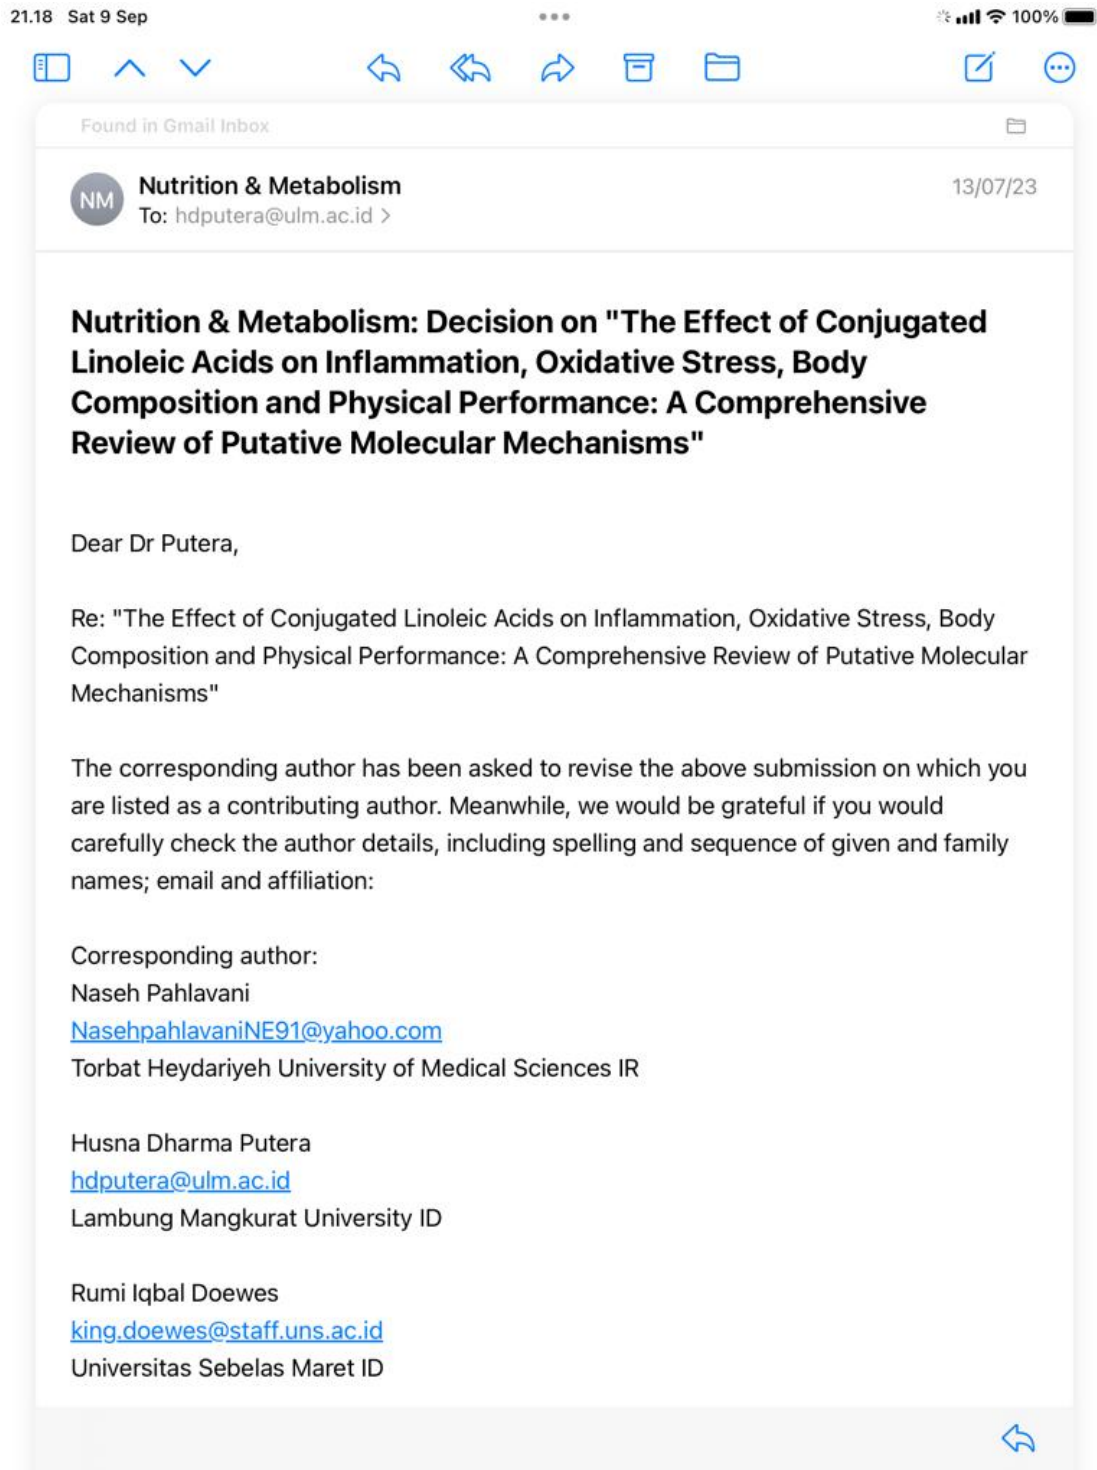 21.18 Sat 9 Sep
100%
Found in Gmail Inbox
NM
Nutrition & Metabolism
13/07/23
To: hdputera@ulm.ac.id >
Nutrition & Metabolism: Decision on "The Effect of Conjugated
Linoleic Acids on Inflammation, Oxidative Stress, Body
Composition and Physical Performance: A Comprehensive
Review of Putative Molecular Mechanisms"
Dear Dr Putera,
Re: "The Effect of Conjugated Linoleic Acids on Inflammation, Oxidative Stress, Body
Composition and Physical Performance: A Comprehensive Review of Putative Molecular
Mechanisms"
The corresponding author has been asked to revise the above submission on which you
are listed as a contributing author. Meanwhile, we would be grateful if you would
carefully check the author details, including spelling and sequence of given and family
names; email and affiliation:
Corresponding author:
Naseh Pahlavani
NasehpahlavaniNE91@yahoo.com
Torbat Heydariyeh University of Medical Sciences IR
Husna Dharma Putera
hdputera@ulm.ac.id
Lambung Mangkurat University ID
Rumi Iqbal Doewes
king.doewes@staff.uns.ac.id
Universitas Sebelas Maret ID